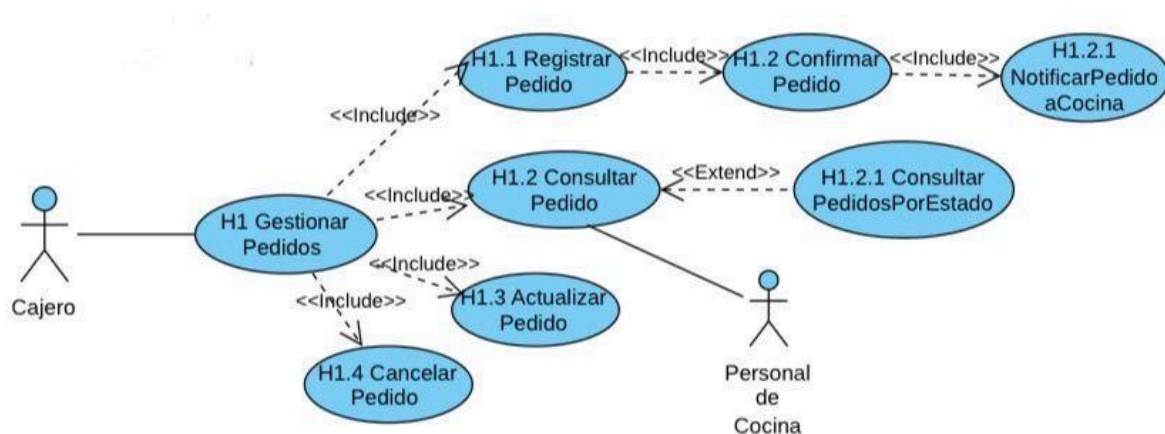 H1.1 Registrar
Pedido
<<Include>>
H1.2 Confirmar
Pedido
<<Include>>
H1.2.1
NotificarPedido
aCocina
<<Include>>
H1.2 Consultar
Pedido
<<Extend>>
H1.2.1 Consultar
PedidosPorEstado
<<Include>>
H1 Gestionar
Pedidos
Cajero
<<Include>>
H1.3 Actualizar
Pedido
<<Include>>
H1.4 Cancelar
Pedido
Personal
de
Cocina